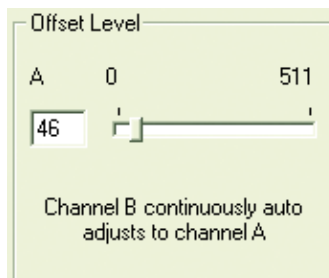 Offset Level
A 0 511
46
Channel B continuously auto
adjusts to channel A